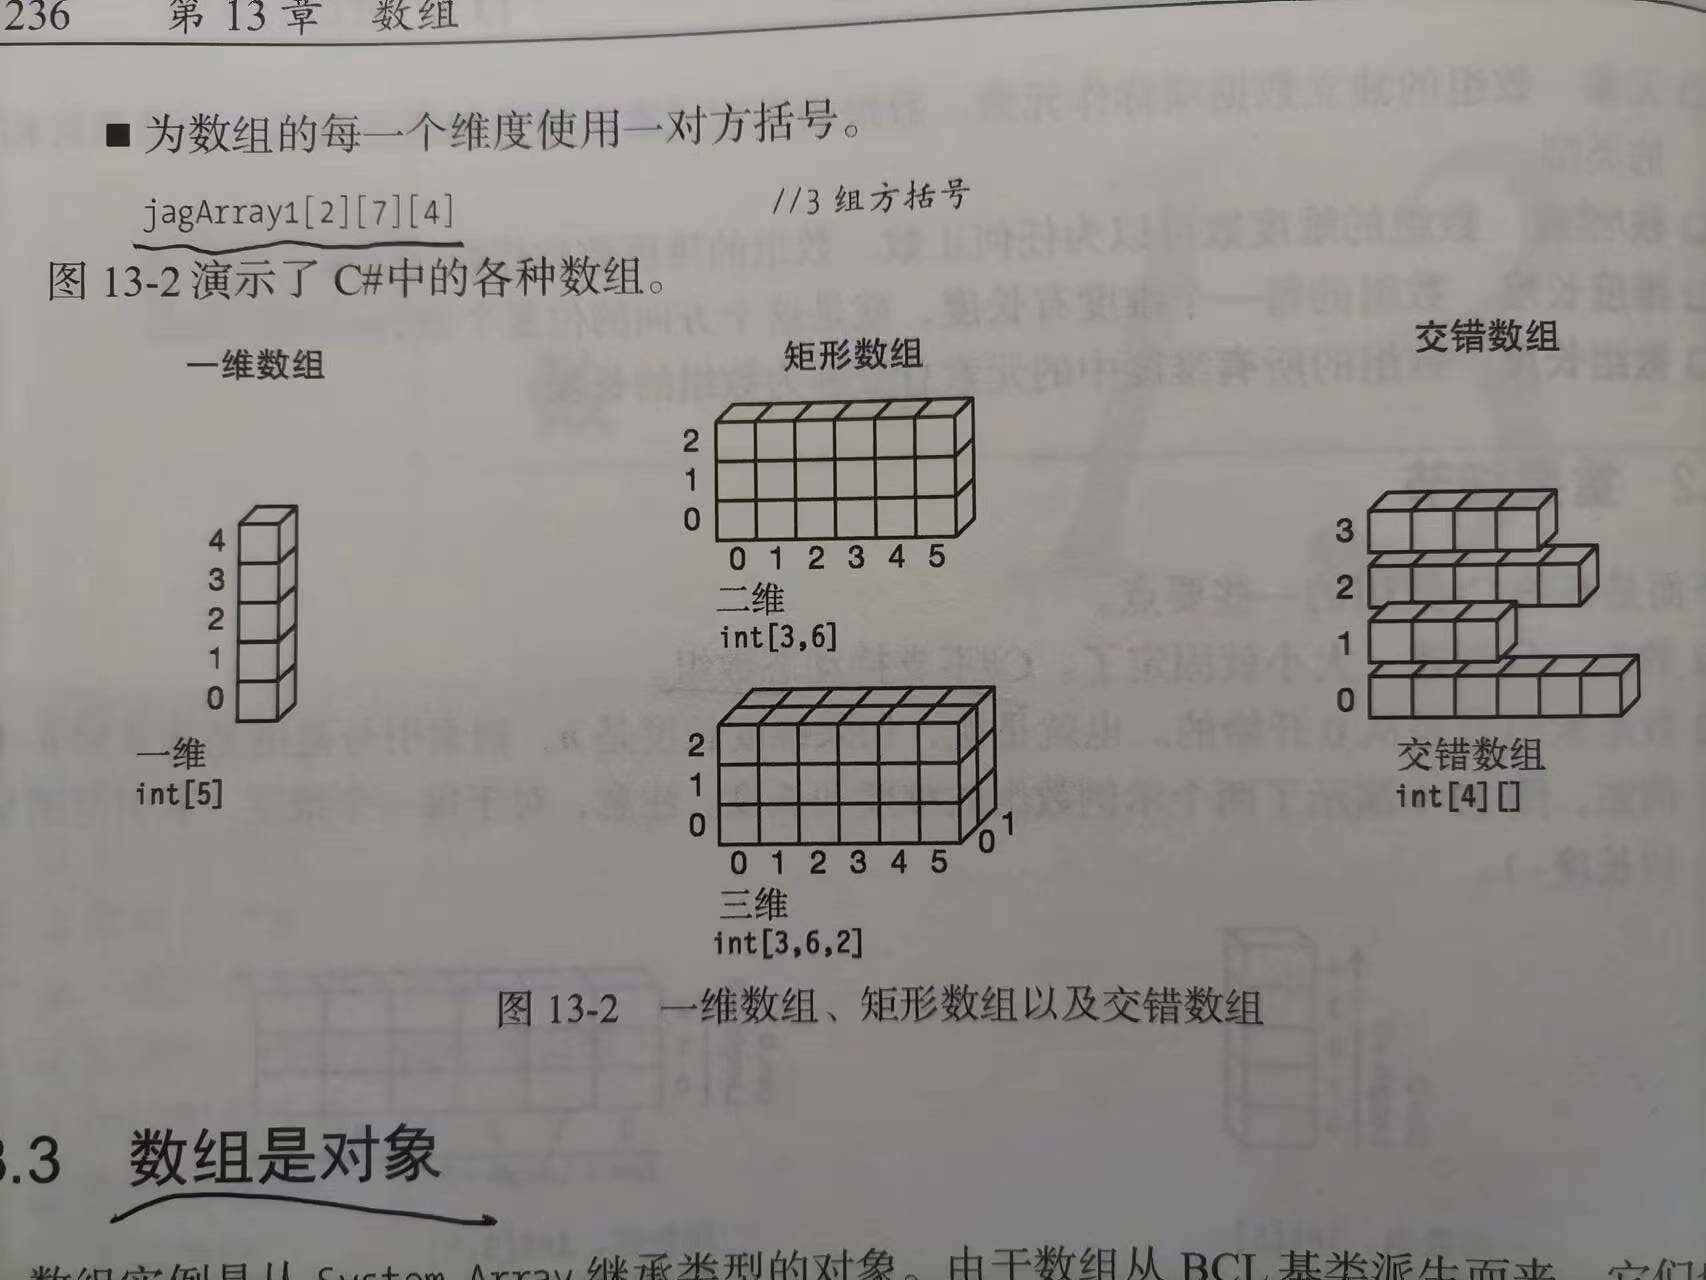 236 第 13 章 数组
■ 为数组的每一个维度使用一对方括号。
jagArray1[2][7][4] //3 组方括号
图 13-2 演示了 C#中的各种数组。
一维数组
4
3
2
1
0
一维
int[5]
矩形数组
2
1
0
0 1 2 3 4 5
二维
int[3,6]
2
1
0
0 1 2 3 4 5 0 1
三维
int[3,6,2]
交错数组
3
2
1
0
交错数组
int[4][]
图 13-2 一维数组、矩形数组以及交错数组
.3 数组是对象
数组实例是从 System.Array 继承类型的对象。由于数组从 BCL 基类派生而来，它们